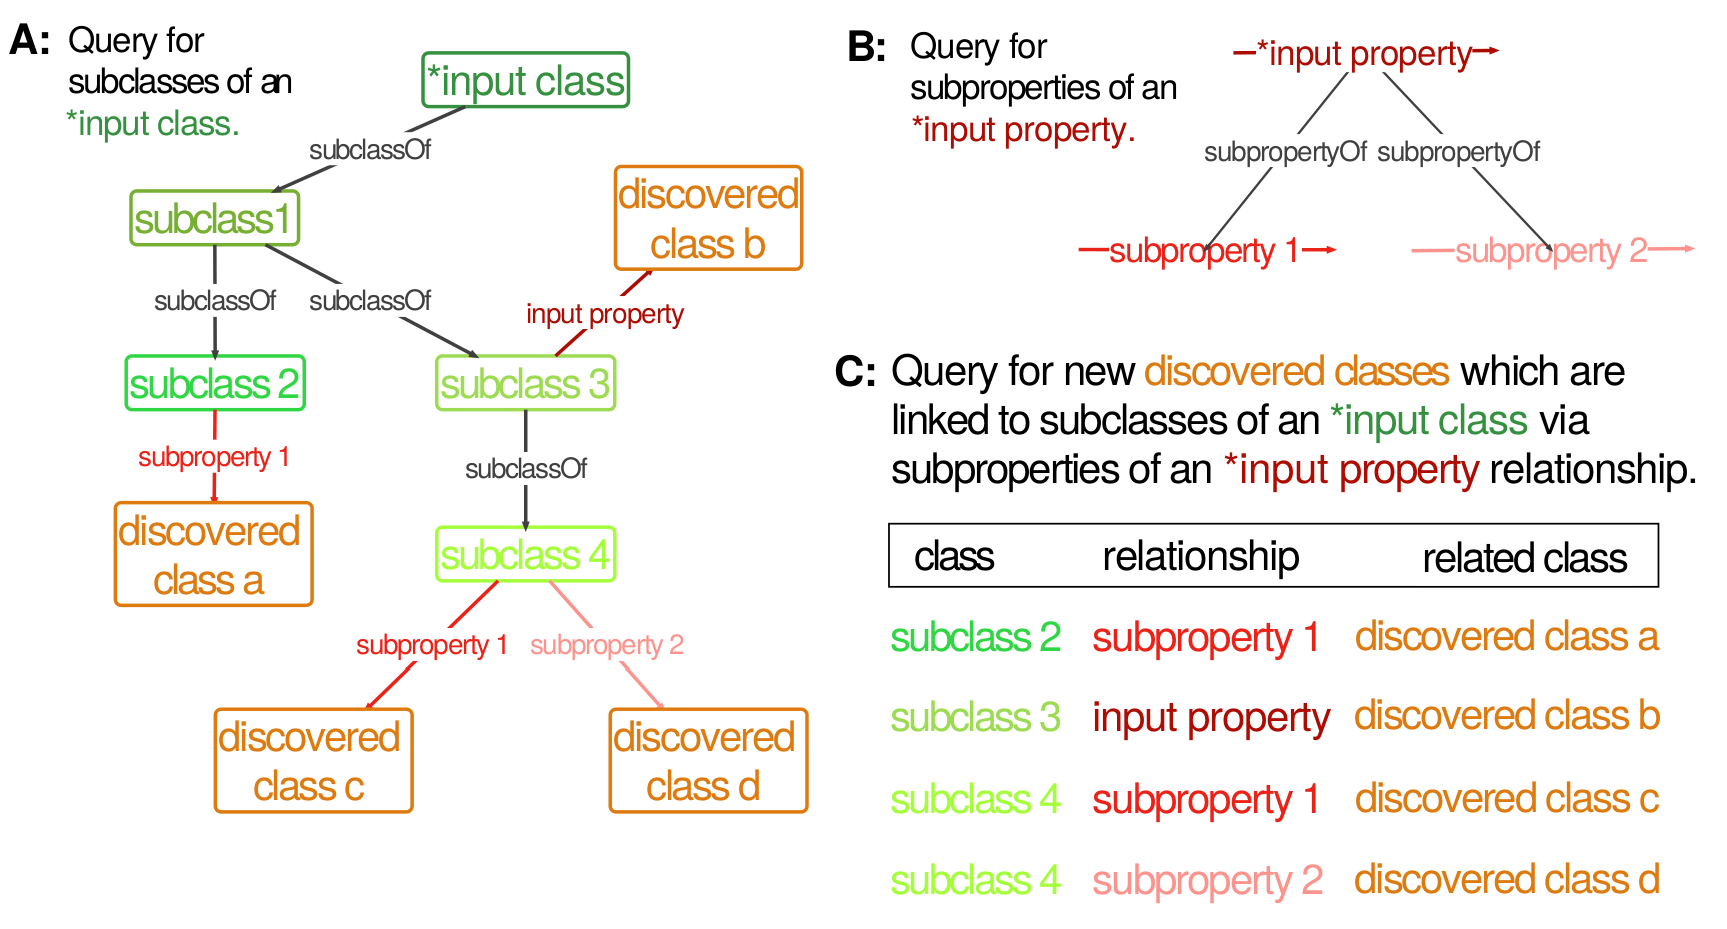 A: Query for
subclasses of an
*input class.
*input class
subclassOf
subclass1
discovered
class b
subclassOf
subclassOf
input property
subclass 2
subclass 3
subproperty 1
subclassOf
discovered
class a
subclass 4
subproperty 1
subproperty 2
discovered
class c
discovered
class d
B: Query for
subproperties of an
*input property.
*input property
subpropertyOf
subpropertyOf
subproperty 1
subproperty 2
C: Query for new discovered classes which are
linked to subclasses of an *input class via
subproperties of an *input property relationship.
class relationship related class
subclass 2 subproperty 1 discovered class a
subclass 3 input property discovered class b
subclass 4 subproperty 1 discovered class c
subclass 4 subproperty 2 discovered class d